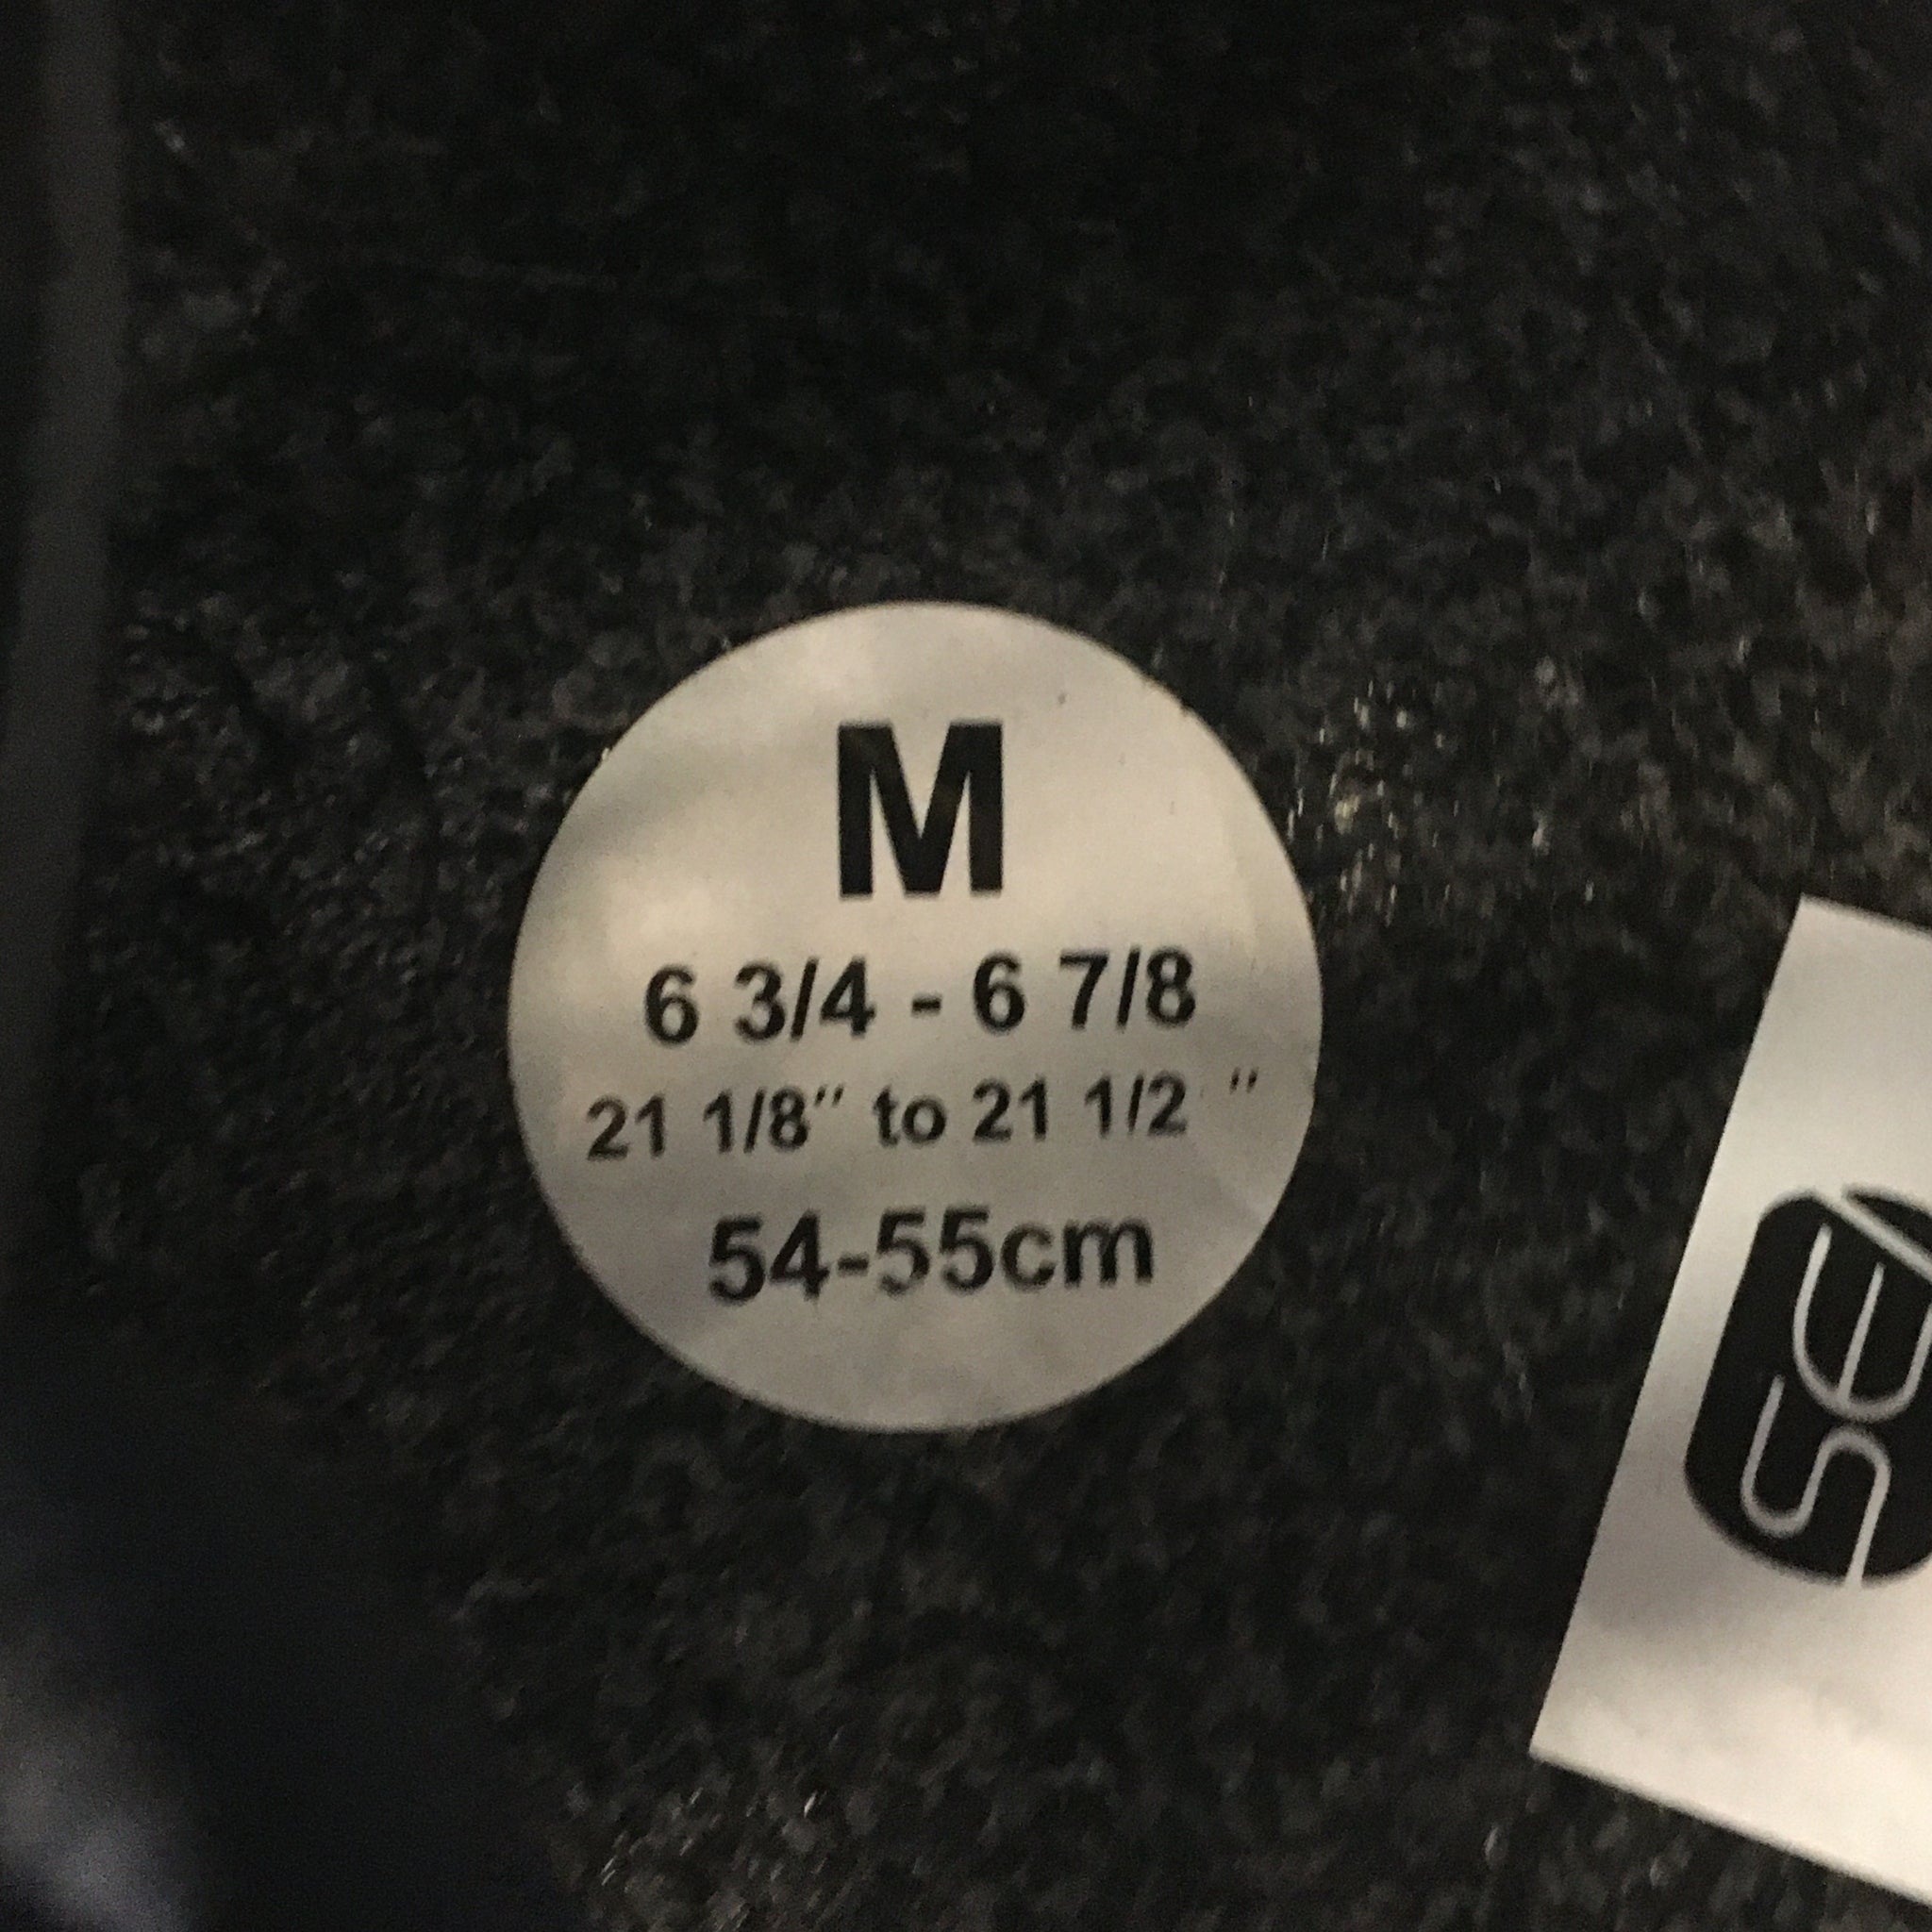 M
6 3/4 - 6 7/8
21 1/8" to 21 1/2 "
54-55cm